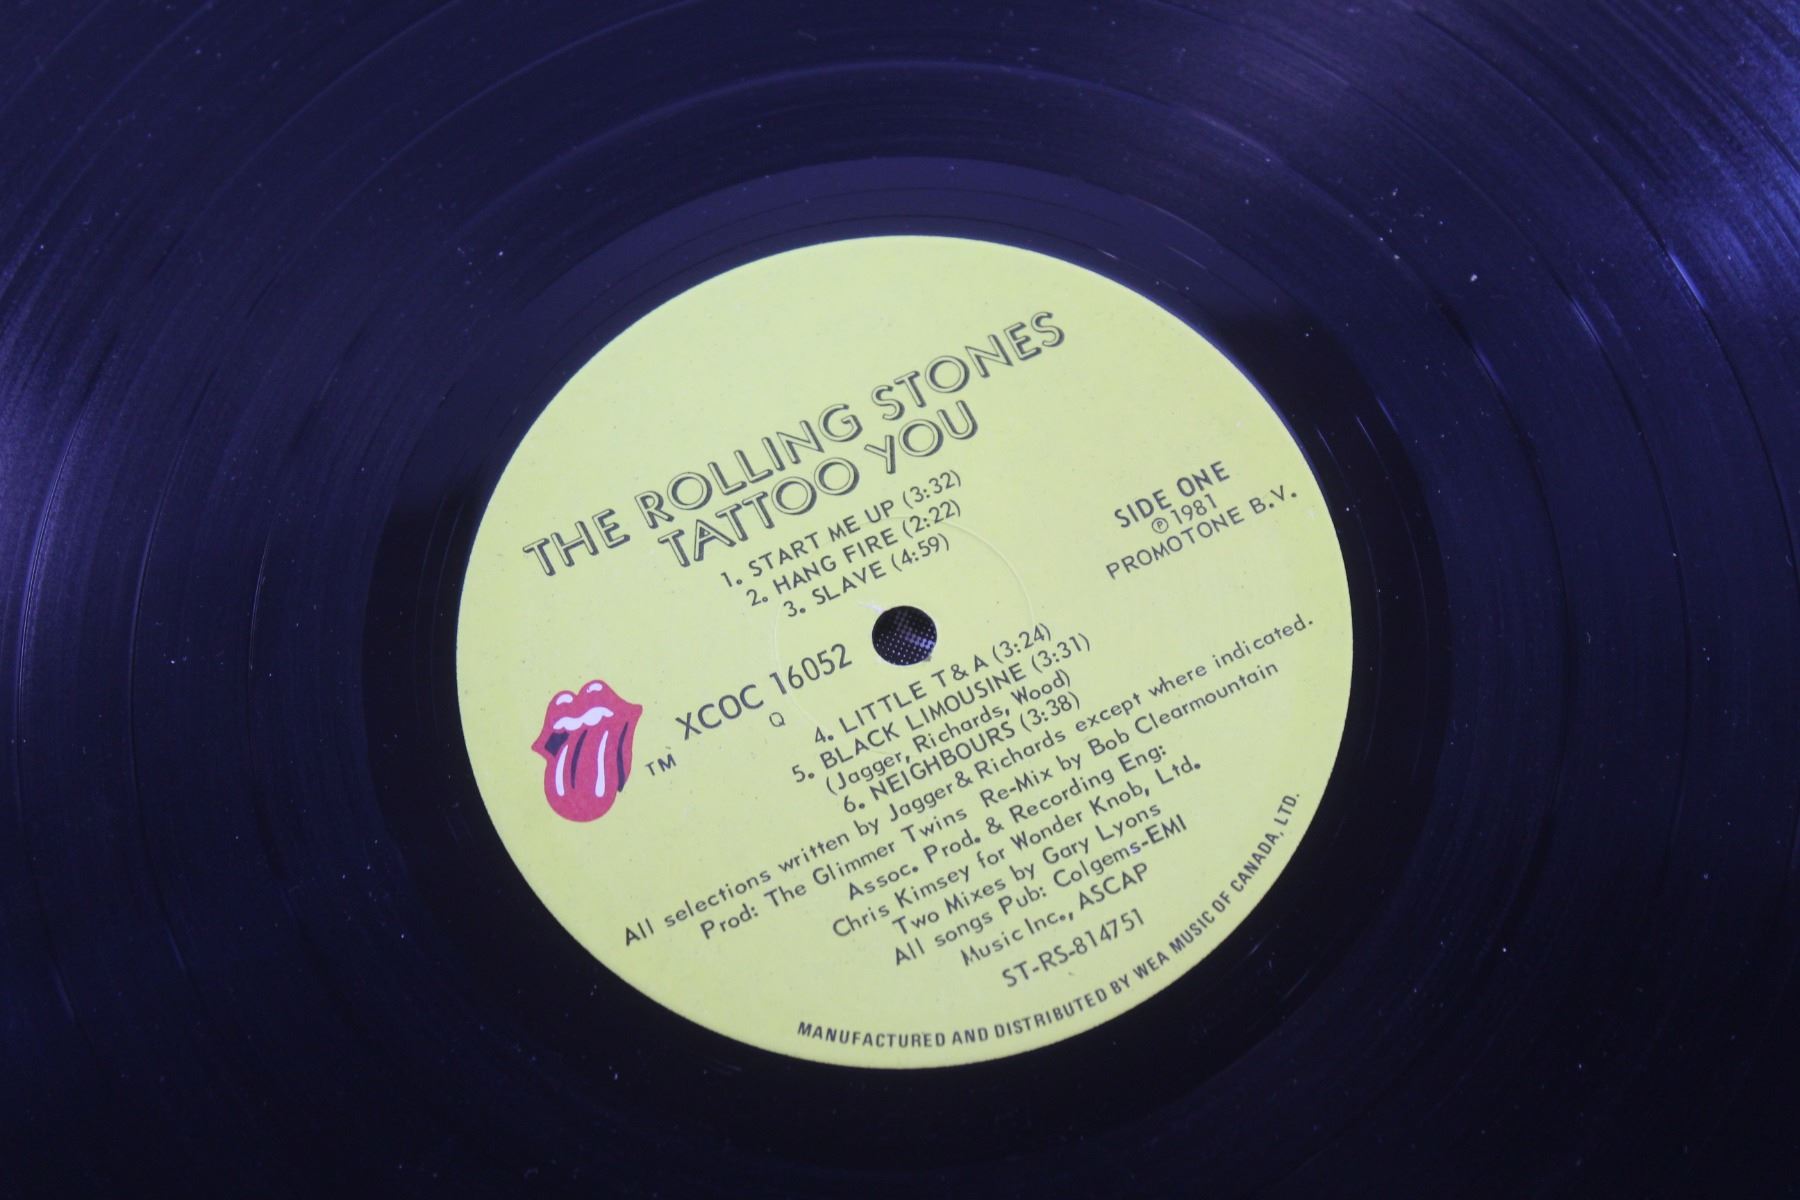 THE ROLLING STONES
TATTOO YOU
1. START ME UP (3:32)
2. HANG FIRE (2:22)
3. SLAVE (4:59)
SIDE ONE
℗ 1981
PROMOTONE B.V.
XCOC 16052
Q
TM
4. LITTLE T & A (3:24)
5. BLACK LIMOUSINE (3:31)
(Jagger, Richards, Wood)
6. NEIGHBOURS (3:38)
All selections written by Jagger & Richards except where indicated.
Prod: The Glimmer Twins Re-Mix by Bob Clearmountain
Assoc. Prod. & Recording Eng:
Chris Kimsey for Wonder Knob, Ltd.
Two Mixes by Gary Lyons
All songs Pub: Colgems-EMI
Music Inc., ASCAP
ST-RS-814751
MANUFACTURED AND DISTRIBUTED BY WEA MUSIC OF CANADA, LTD.